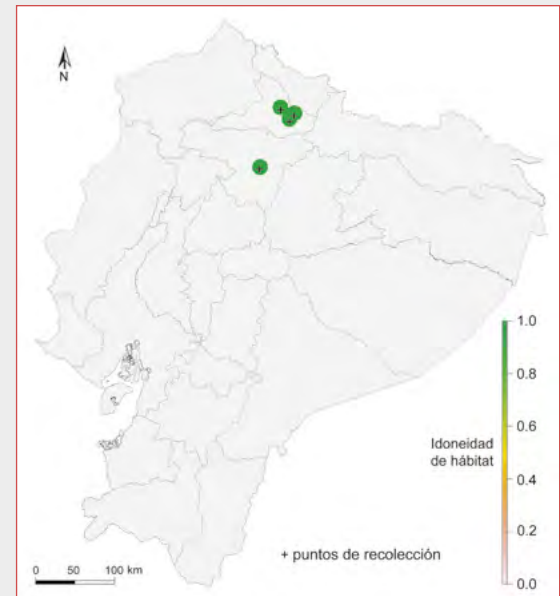 N
1.0
0.8
0.6
0.4
0.2
0.0
Idoneidad
de hábitat
+ puntos de recolección
0 50 100 km